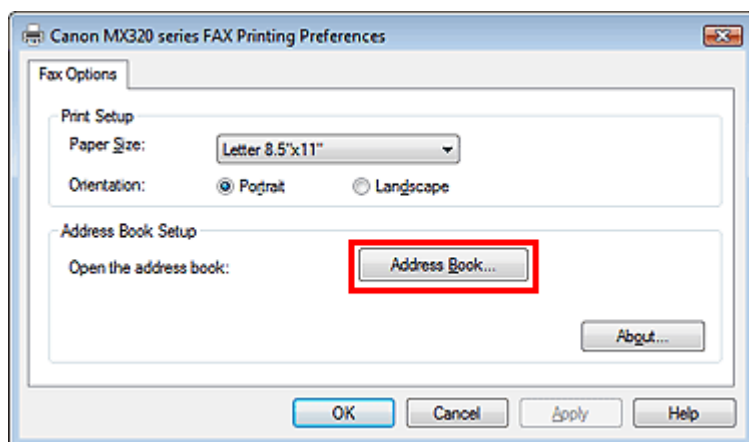 Canon MX320 series FAX Printing Preferences
Fax Options
Print Setup
Paper Size: Letter 8.5"x11"
Orientation: Portrait Landscape
Address Book Setup
Open the address book: Address Book...
About...
OK Cancel Apply Help